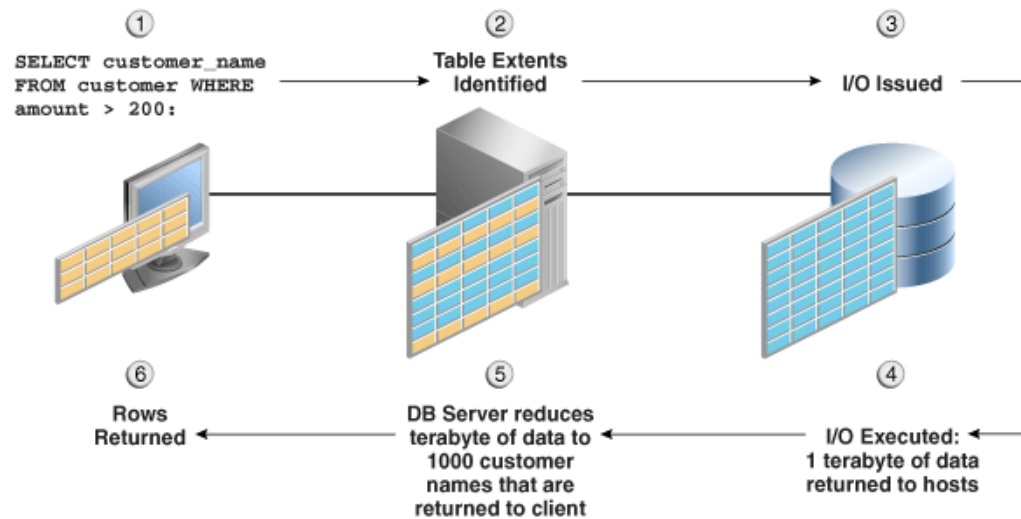 1
SELECT customer_name
FROM customer WHERE
amount > 200:
2
Table Extents
Identified
3
I/O Issued
6
Rows
Returned
5
DB Server reduces
terabyte of data to
1000 customer
names that are
returned to client
4
I/O Executed:
1 terabyte of data
returned to hosts